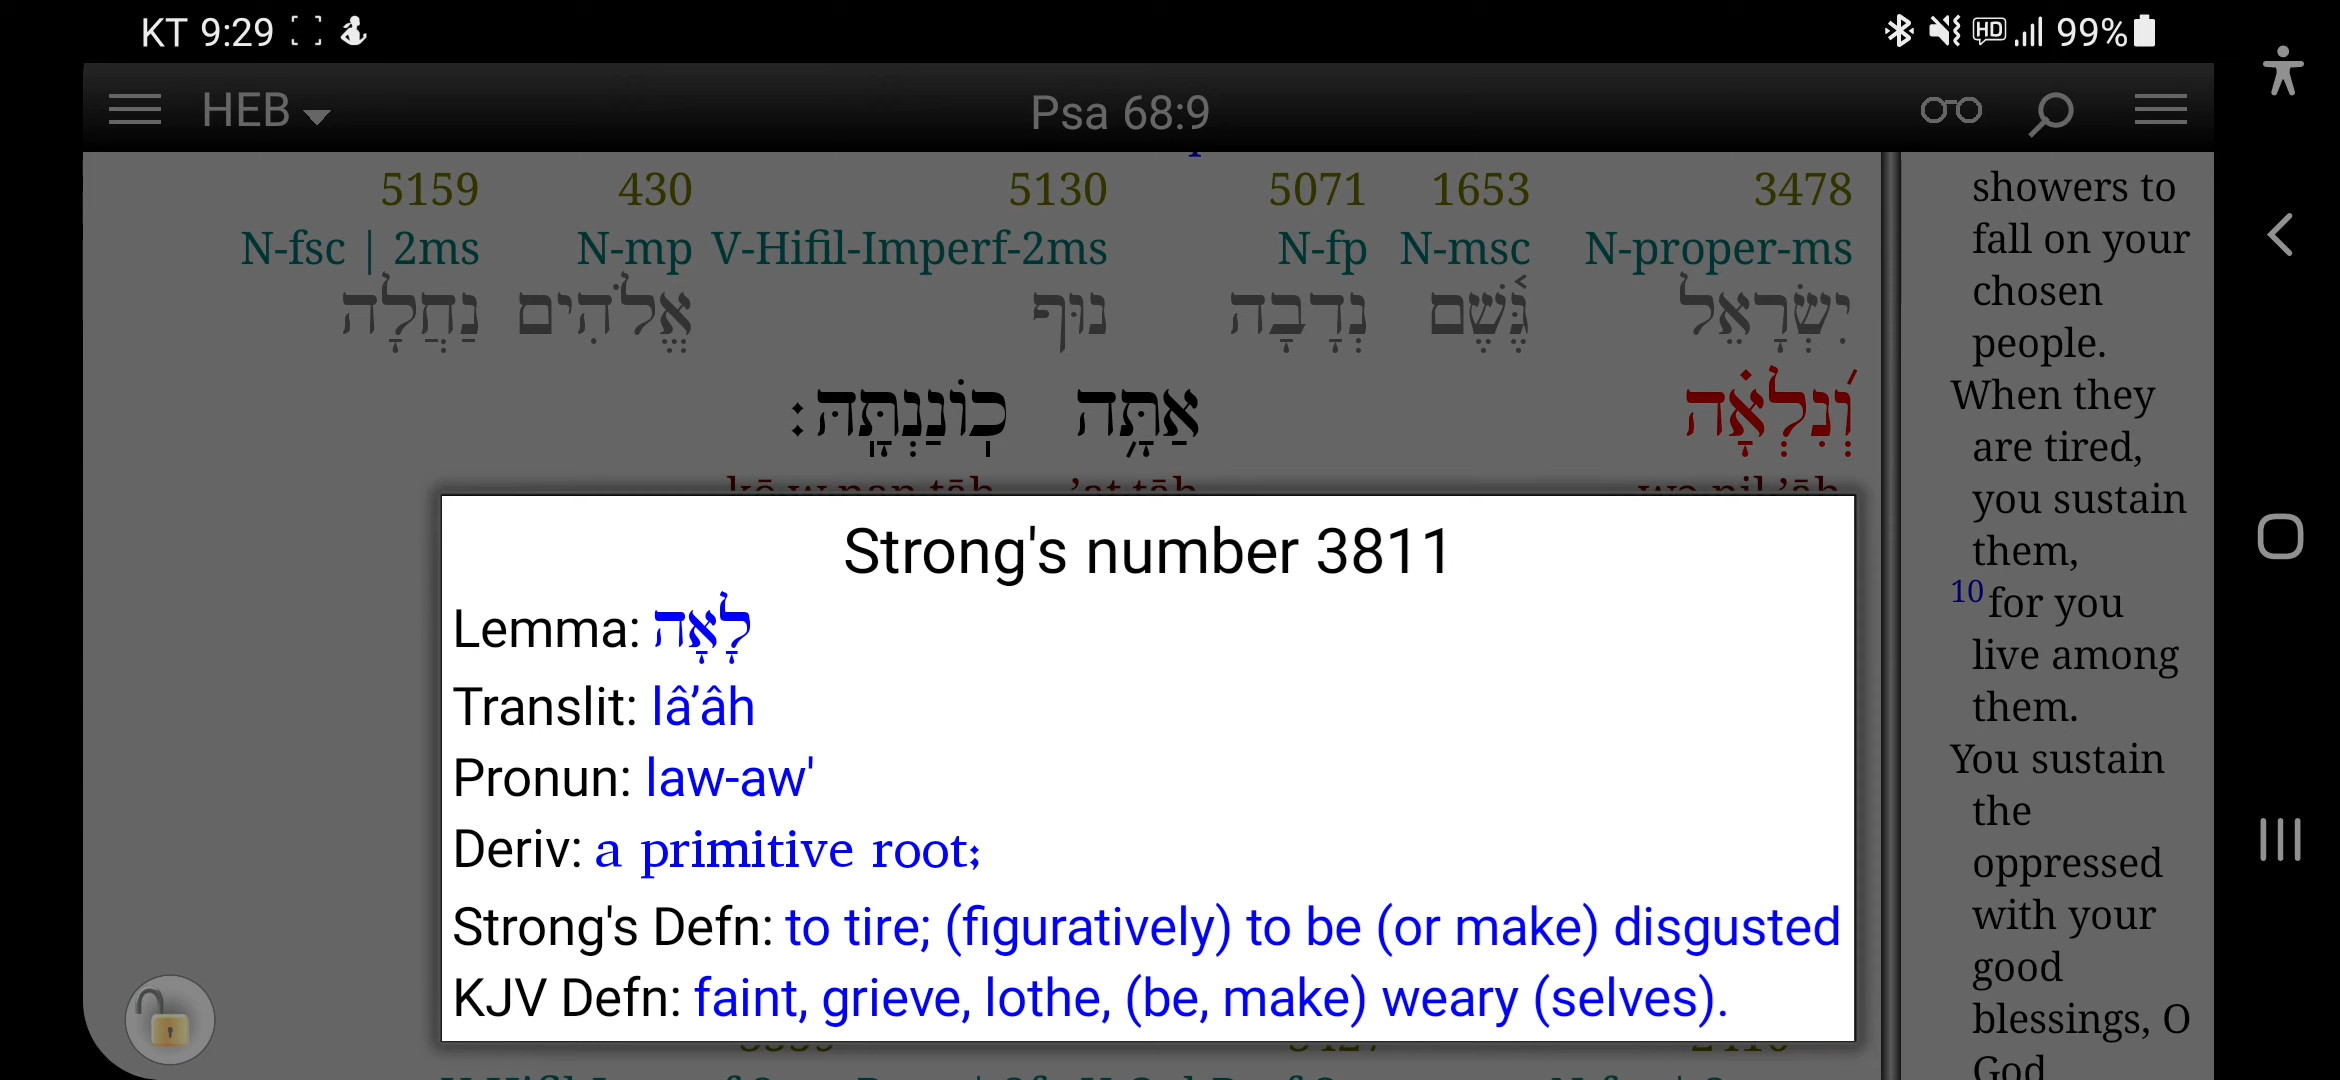 KT 9:29 HD 99%
HEB Psa 68:9
5159 430 5130 5071 1653 3478
N-fsc | 2ms N-mp V-Hifil-Imperf-2ms N-fp N-msc N-proper-ms
יִשְׂרָאֵל גֶּ֫שֶׁם נְדָבָה נוּף אֱלֹהִים נַחֲלָה
וְ֝נִלְאָ֗ה אַתָּ֥ה כֽוֹנַנְתָּֽהּ׃
Strong's number 3811
Lemma: לָאָה
Translit: lâ’âh
Pronun: law-aw'
Deriv: a primitive root;
Strong's Defn: to tire; (figuratively) to be (or make) disgusted
KJV Defn: faint, grieve, lothe, (be, make) weary (selves).
showers to
fall on your
chosen
people.
When they
are tired,
you sustain
them,
10 for you
live among
them.
You sustain
the
oppressed
with your
good
blessings, O
God